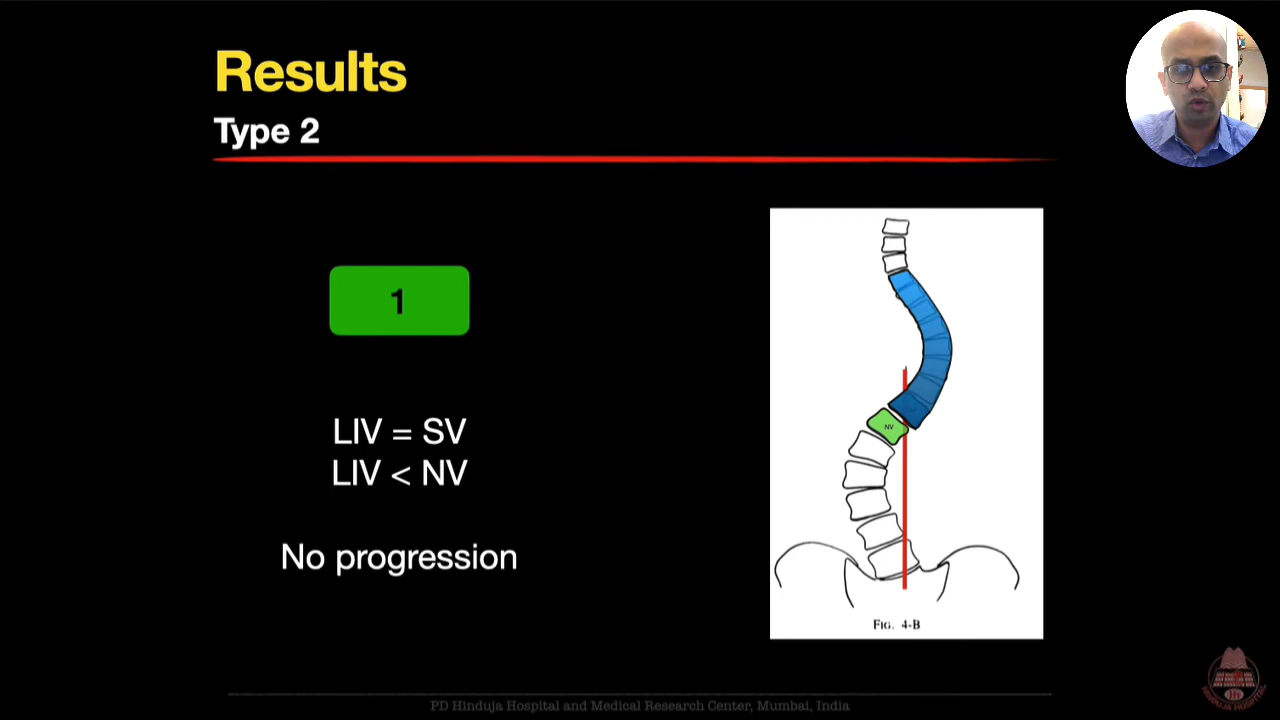 Results
Type 2
1
LIV = SV
LIV < NV
No progression
NV
FIG. 4-B
PD Hinduja Hospital and Medical Research Center, Mumbai, India